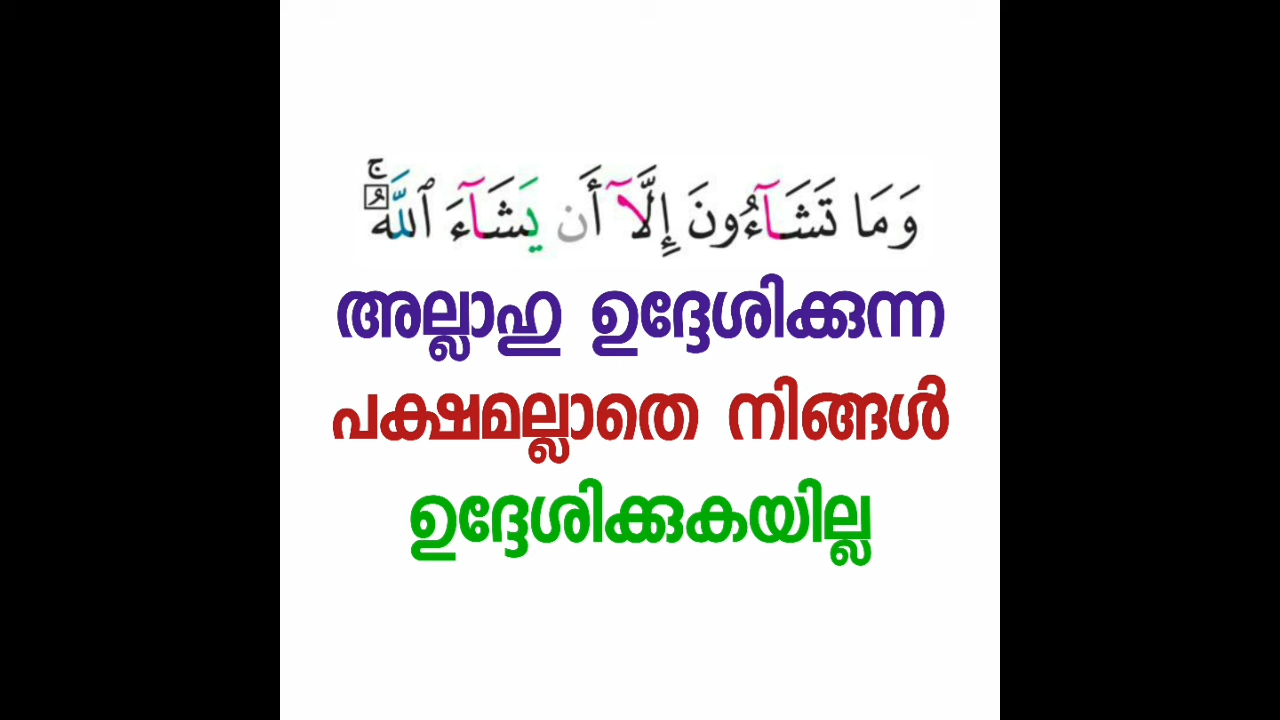 وَمَا تَشَآءُونَ إِلَّآ أَن يَشَآءَ ٱللَّهُۚ
അല്ലാഹു ഉദ്ദേശിക്കുന്ന
പക്ഷമല്ലാതെ നിങ്ങൾ
ഉദ്ദേശിക്കുകയില്ല